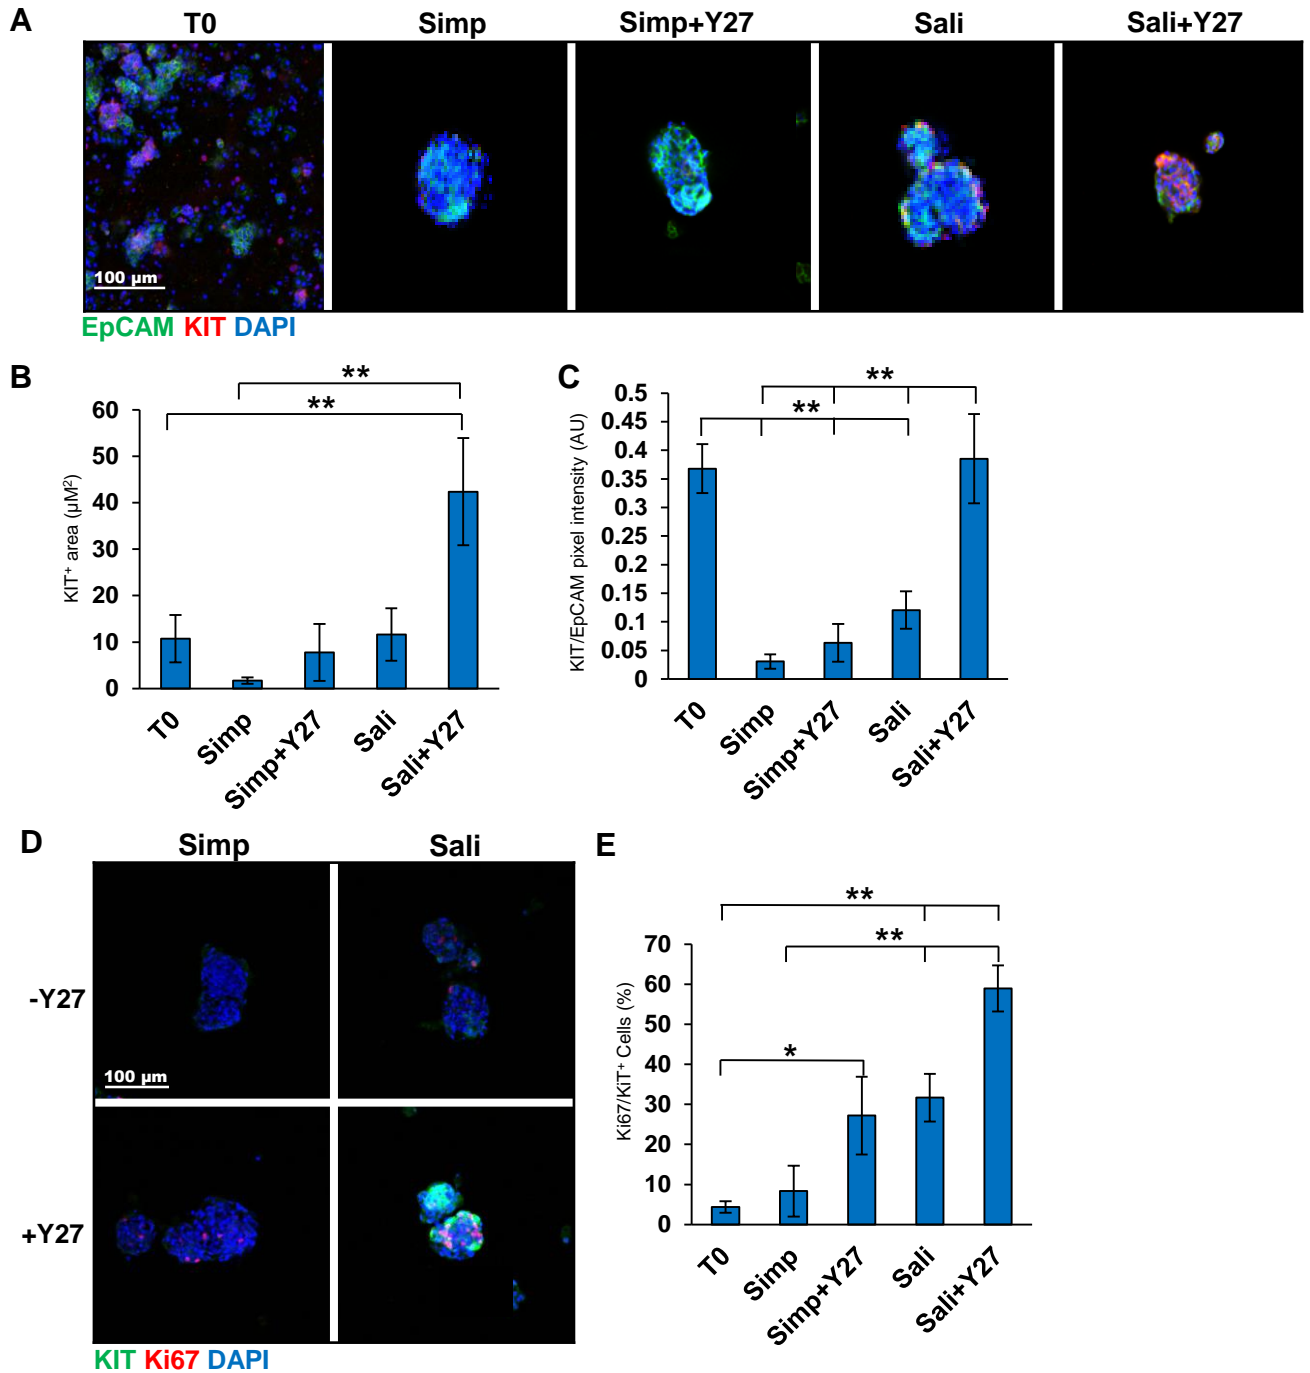 A
T0 Simp Simp+Y27 Sali Sali+Y27
100 µm
EpCAM KIT DAPI
B
**
**
KIT⁺ area (µM²)
60
50
40
30
20
10
0
T0 Simp Simp+Y27 Sali Sali+Y27
C
**
**
KIT/EpCAM pixel intensity (AU)
0.5
0.45
0.4
0.35
0.3
0.25
0.2
0.15
0.1
0.05
0
T0 Simp Simp+Y27 Sali Sali+Y27
D
Simp Sali
-Y27
100 µm
+Y27
KIT Ki67 DAPI
E
**
**
*
Ki67/KiT⁺ Cells (%)
70
60
50
40
30
20
10
0
T0 Simp Simp+Y27 Sali Sali+Y27